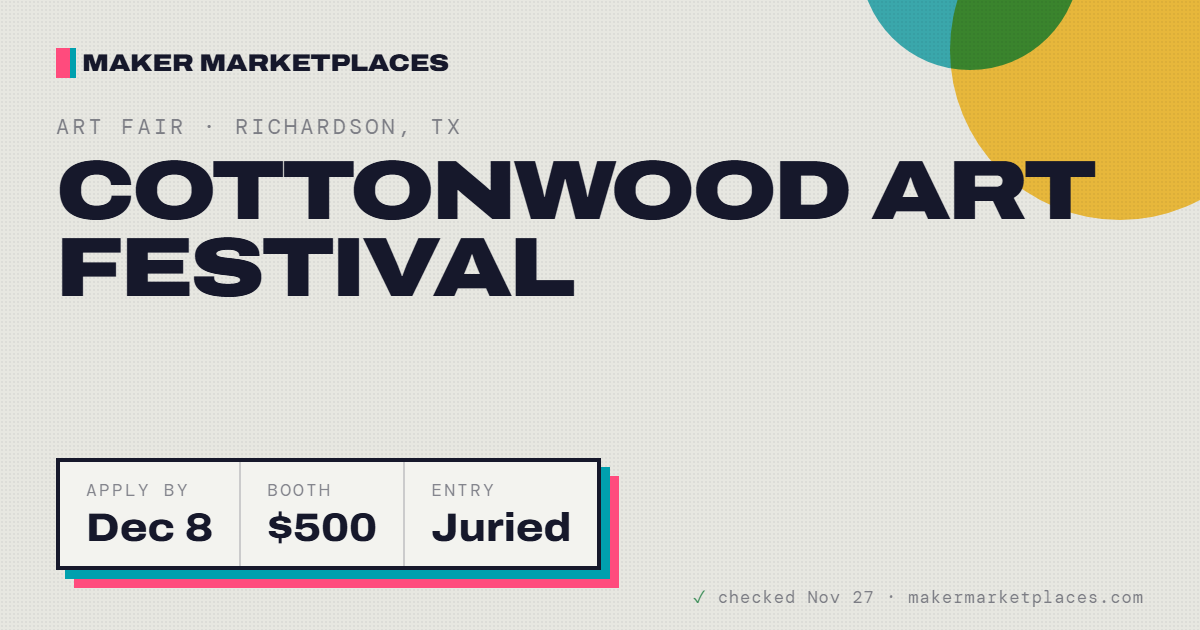 MAKER MARKETPLACES
ART FAIR · RICHARDSON, TX
COTTONWOOD ART
FESTIVAL
APPLY BY
Dec 8
BOOTH
$500
ENTRY
Juried
✓ checked Nov 27 · makermarketplaces.com